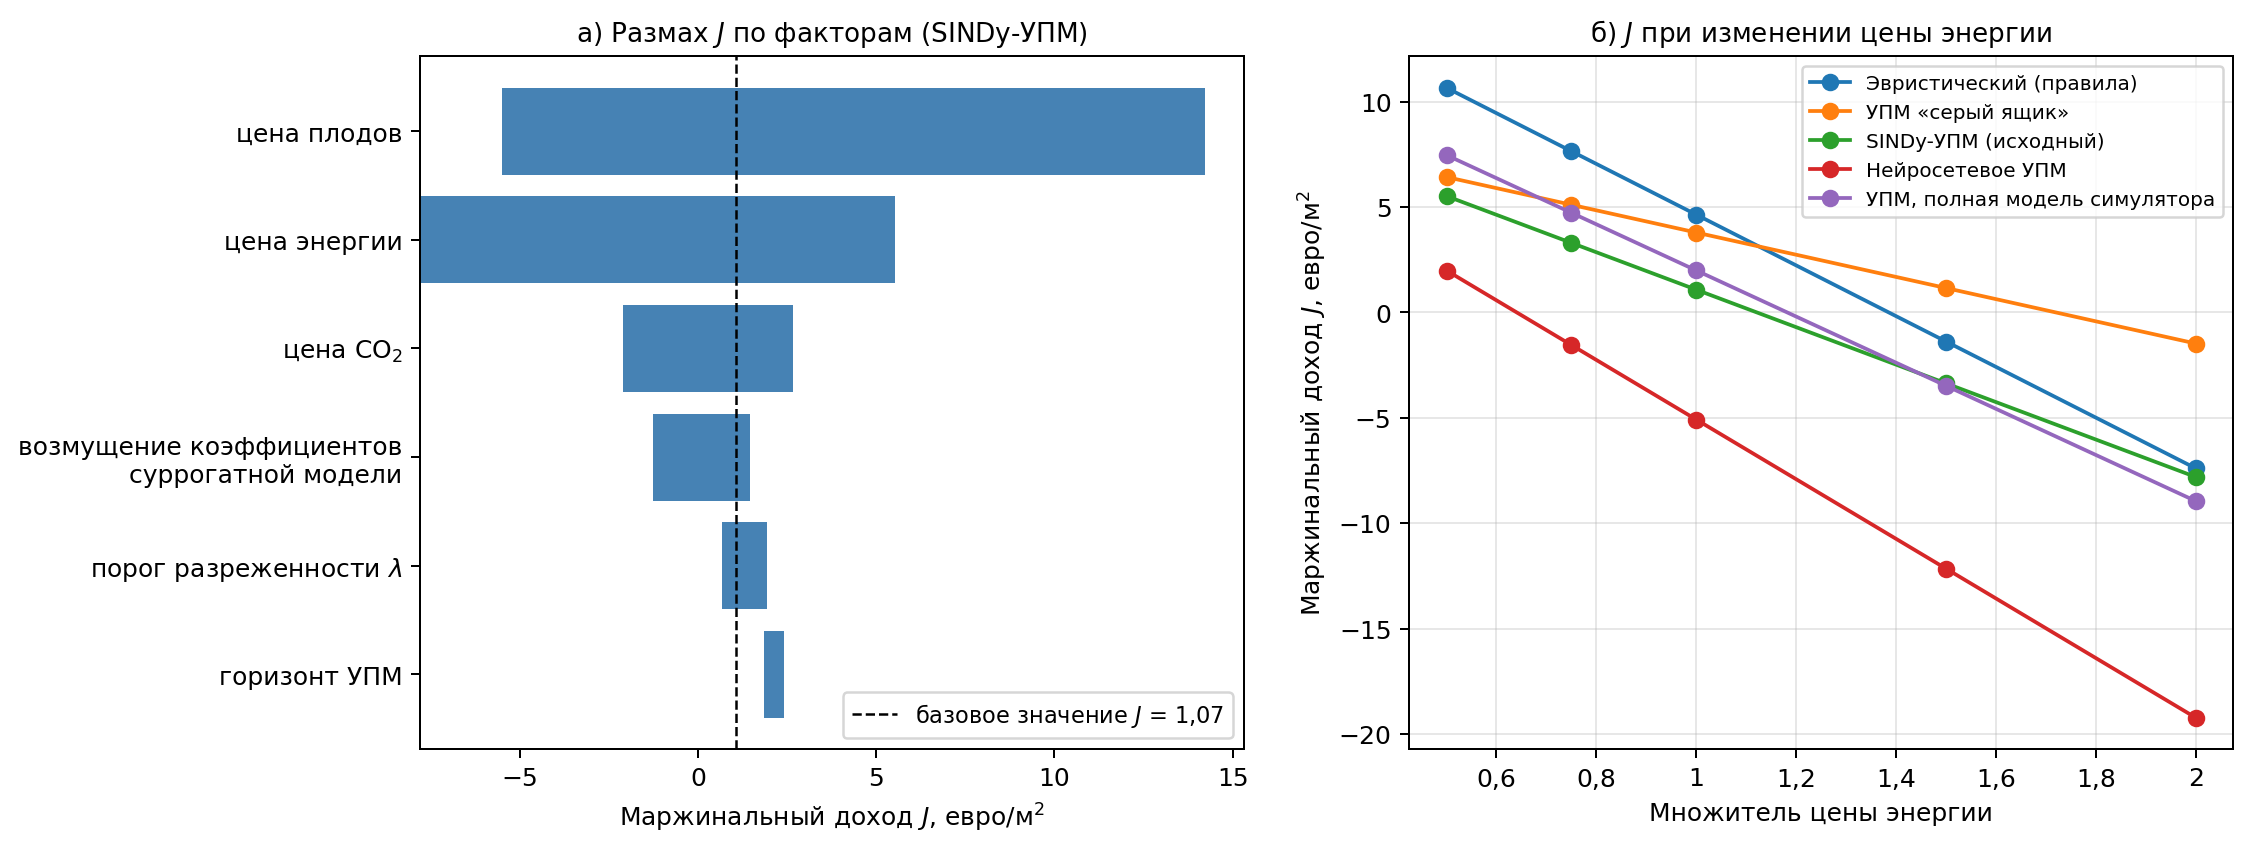 а) Размах J по факторам (SINDy-УПМ)
цена плодов
цена энергии
цена CO₂
возмущение коэффициентов
суррогатной модели
порог разреженности λ
горизонт УПМ
базовое значение J = 1,07
−5
0
5
10
15
Маржинальный доход J, евро/м²
б) J при изменении цены энергии
Эвристический (правила)
УПМ «серый ящик»
SINDy-УПМ (исходный)
Нейросетевое УПМ
УПМ, полная модель симулятора
Маржинальный доход J, евро/м²
10
5
0
−5
−10
−15
−20
0,6
0,8
1
1,2
1,4
1,6
1,8
2
Множитель цены энергии